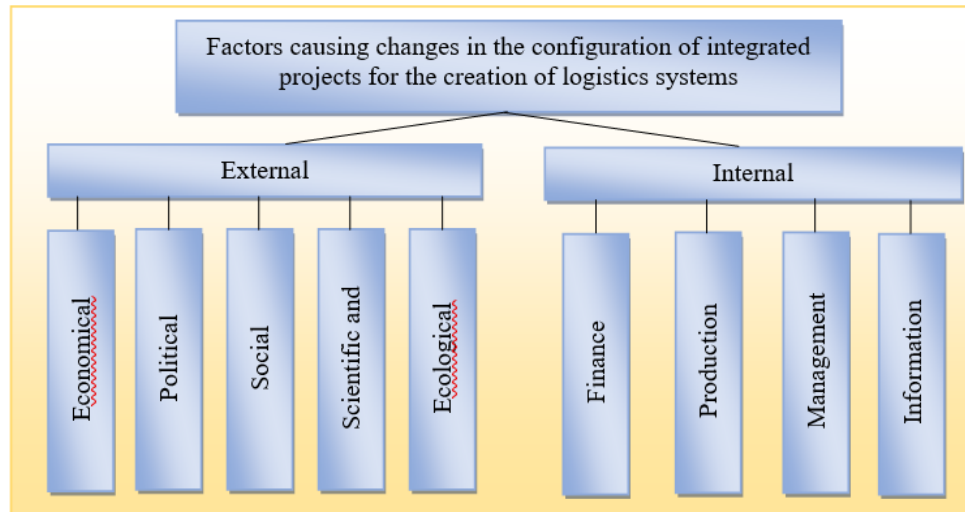 Factors causing changes in the configuration of integrated
projects for the creation of logistics systems
External
Internal
Economical
Political
Social
Scientific and
Ecological
Finance
Production
Management
Information